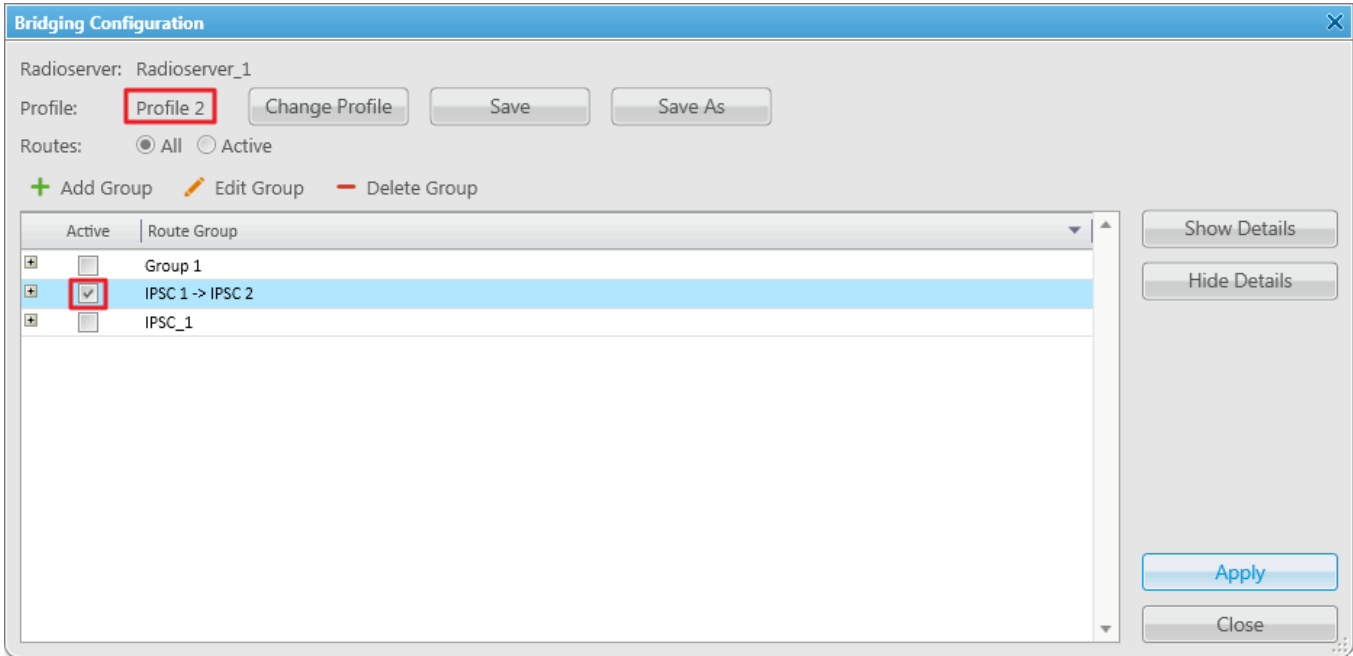 Bridging Configuration
Radioserver: Radioserver_1
Profile: Profile 2 Change Profile Save Save As
Routes: All Active
Add Group Edit Group Delete Group
Active Route Group
Group 1
IPSC 1 -> IPSC 2
IPSC_1
Show Details
Hide Details
Apply
Close